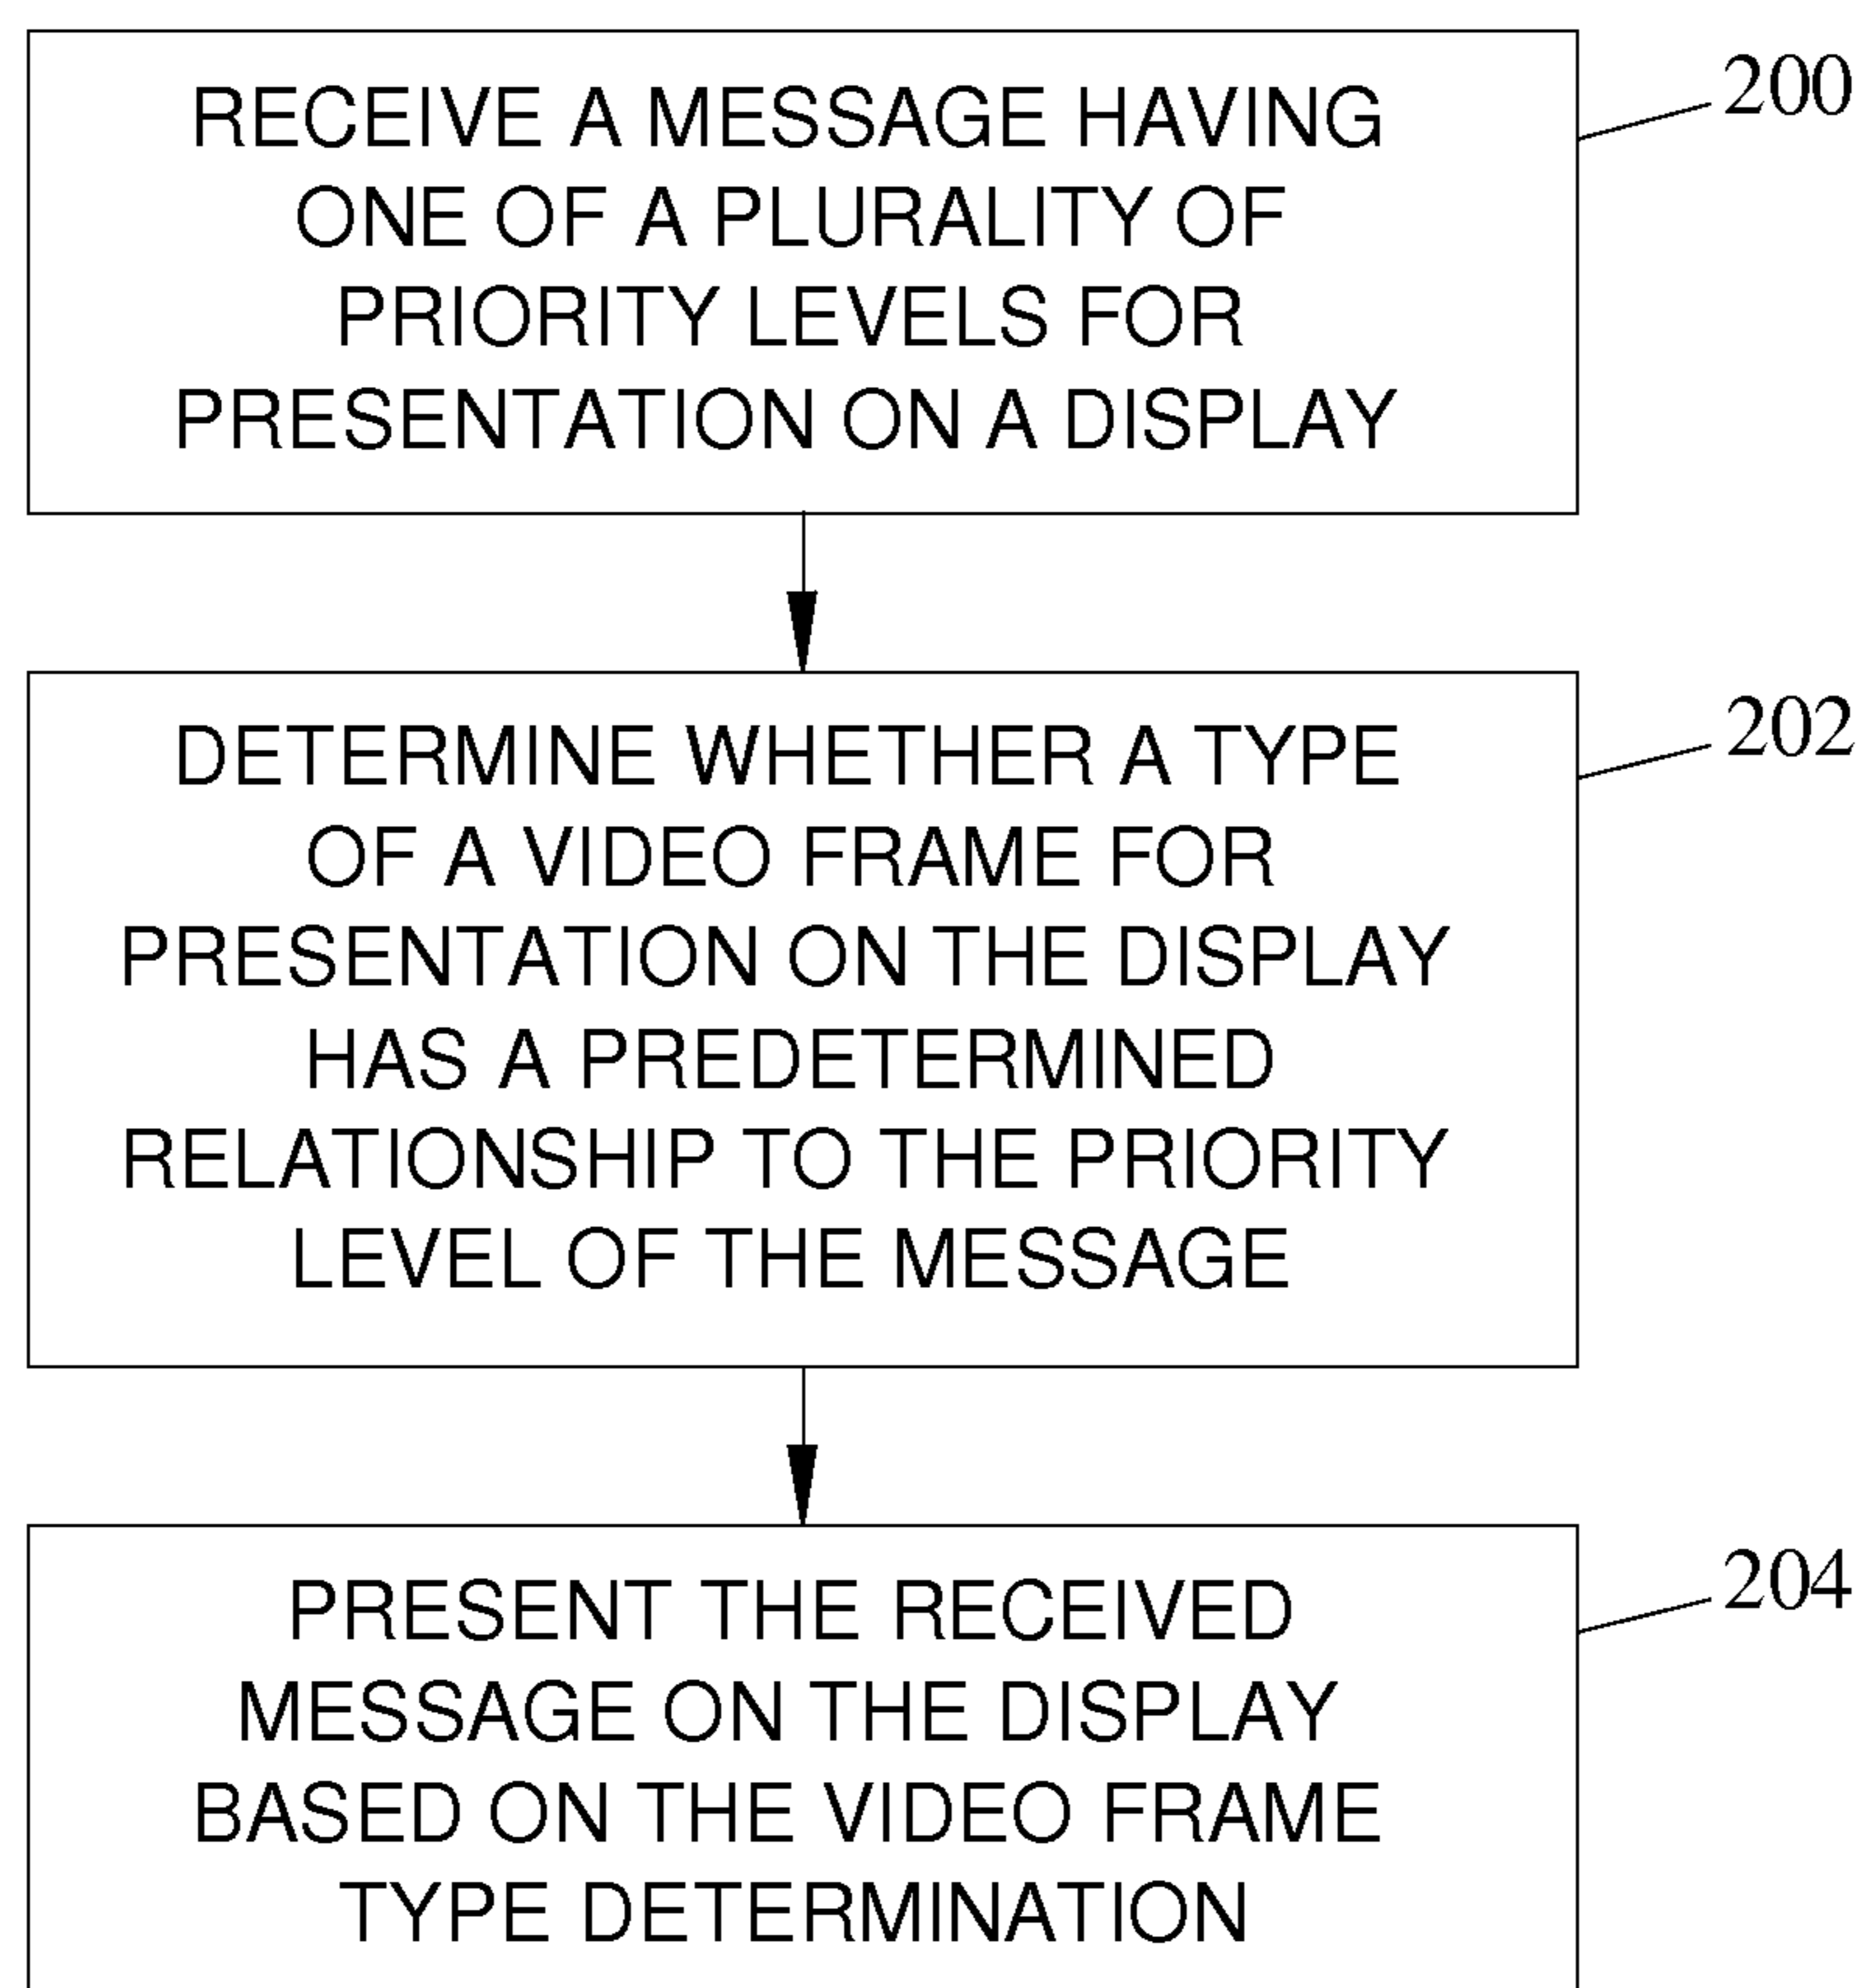 RECEIVE A MESSAGE HAVING
ONE OF A PLURALITY OF
PRIORITY LEVELS FOR
PRESENTATION ON A DISPLAY
200
DETERMINE WHETHER A TYPE
OF A VIDEO FRAME FOR
PRESENTATION ON THE DISPLAY
HAS A PREDETERMINED
RELATIONSHIP TO THE PRIORITY
LEVEL OF THE MESSAGE
202
PRESENT THE RECEIVED
MESSAGE ON THE DISPLAY
BASED ON THE VIDEO FRAME
TYPE DETERMINATION
204